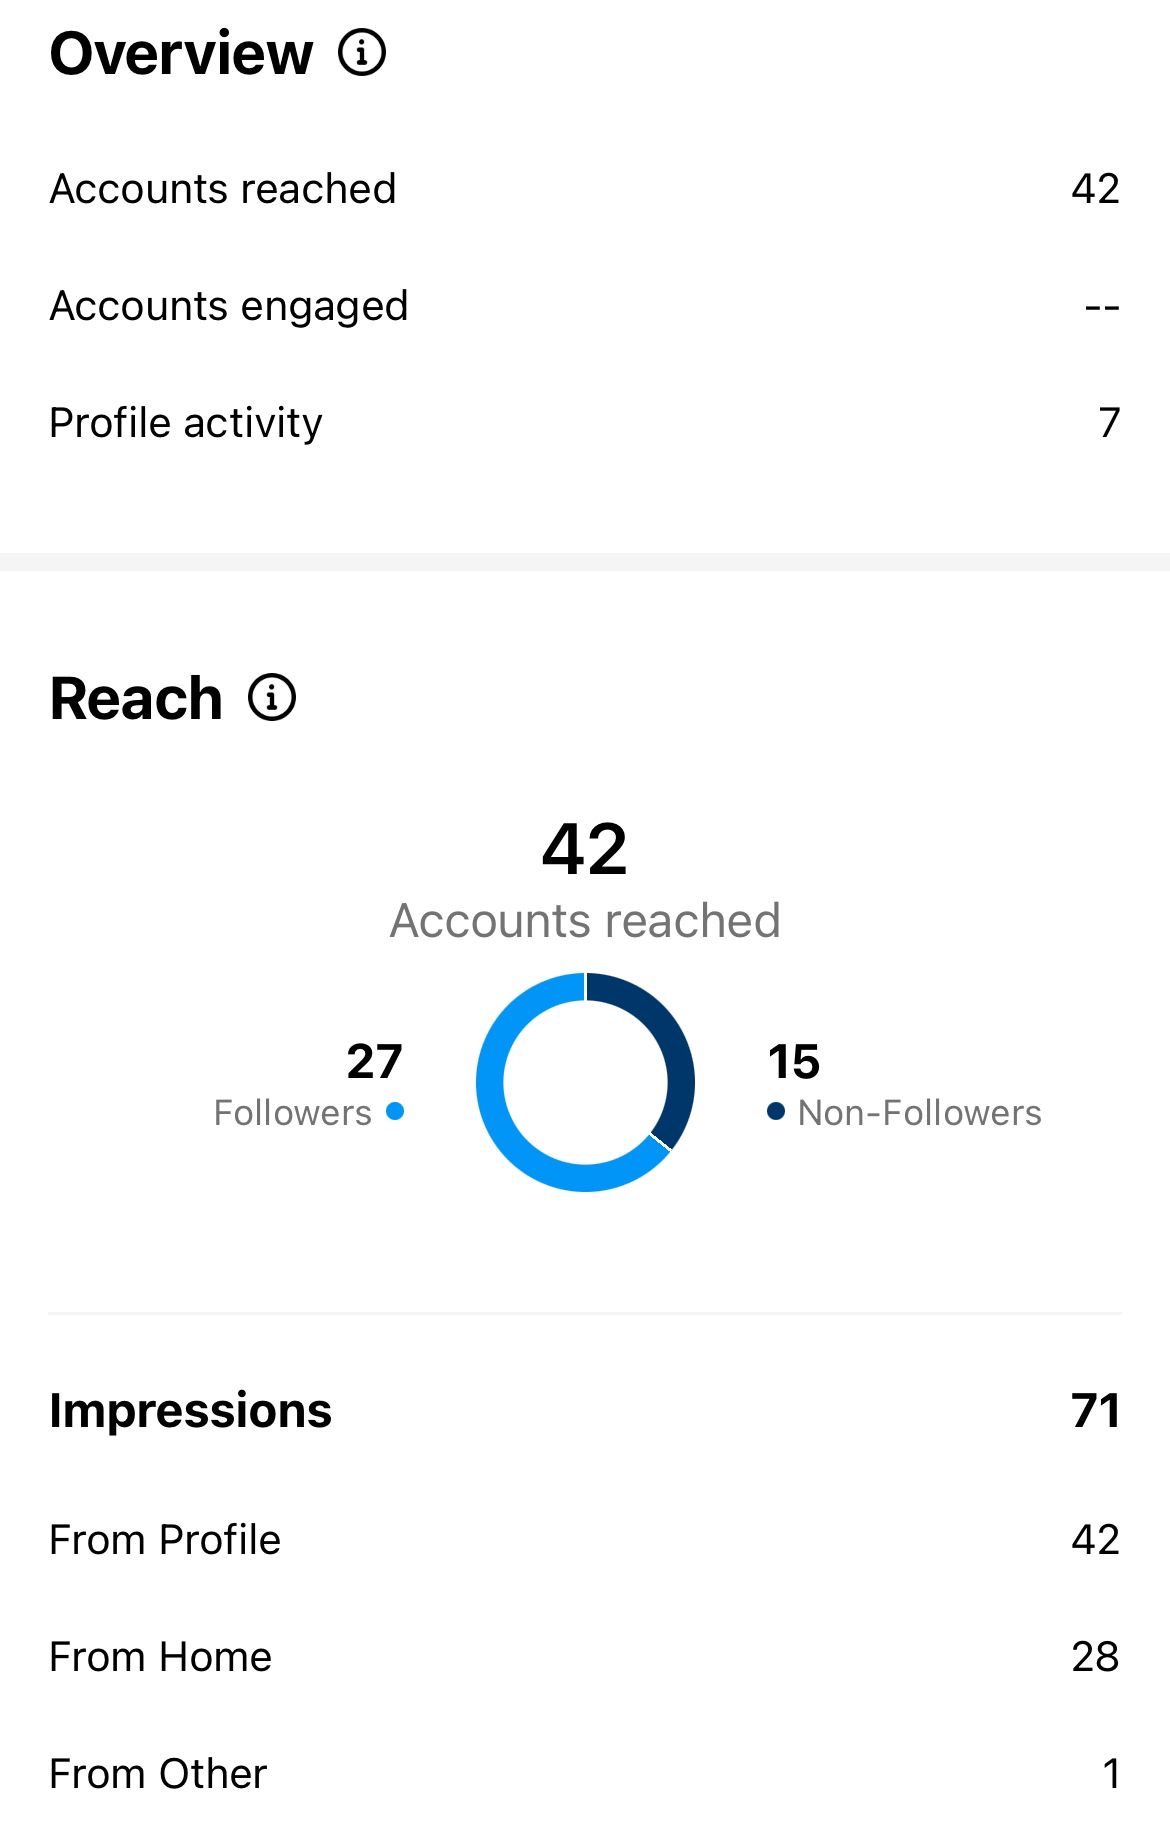 Overview
Accounts reached 42
Accounts engaged --
Profile activity 7
Reach
42
Accounts reached
27
Followers
15
Non-Followers
Impressions 71
From Profile 42
From Home 28
From Other 1